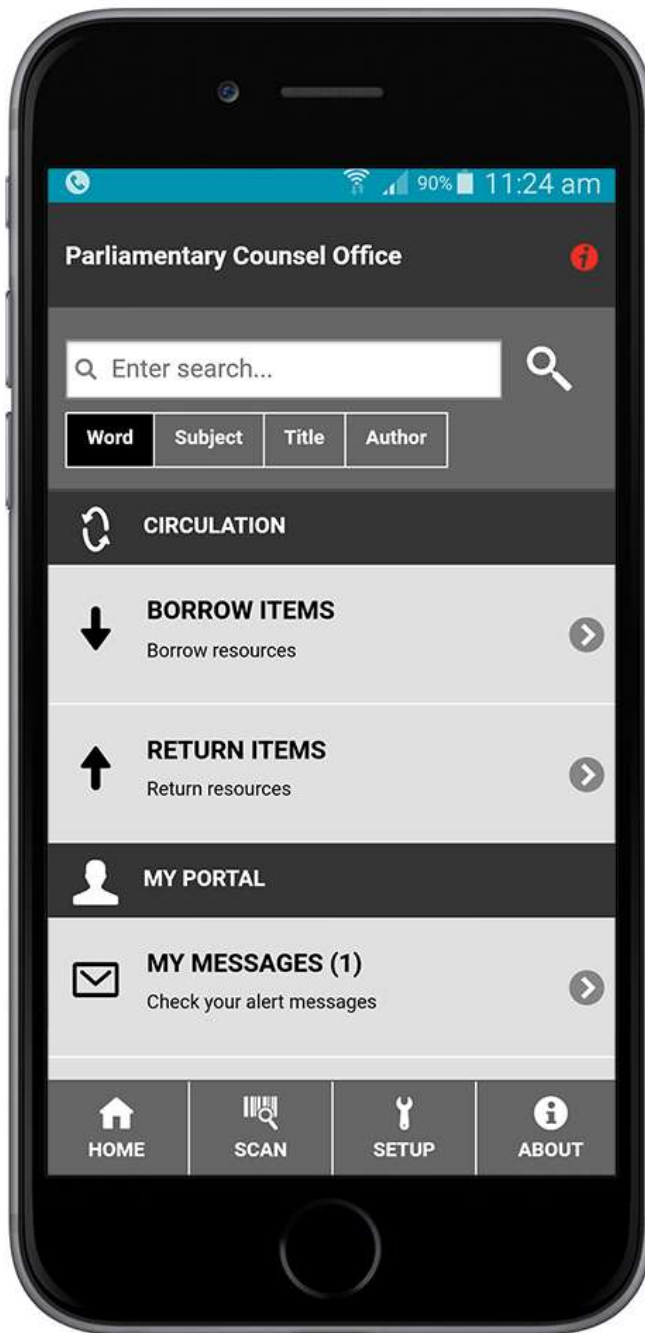 90% 11:24 am
Parliamentary Counsel Office
Enter search...
Word Subject Title Author
CIRCULATION
BORROW ITEMS
Borrow resources
RETURN ITEMS
Return resources
MY PORTAL
MY MESSAGES (1)
Check your alert messages
HOME SCAN SETUP ABOUT